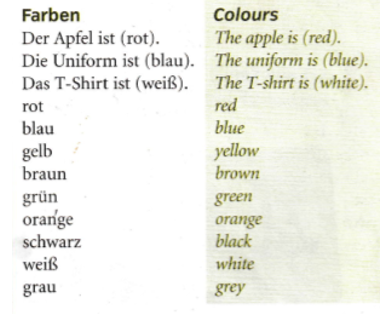 Farben Colours
Der Apfel ist (rot). The apple is (red).
Die Uniform ist (blau). The uniform is (blue).
Das T-Shirt ist (weiß). The T-shirt is (white).
rot red
blau blue
gelb yellow
braun brown
grün green
orange orange
schwarz black
weiß white
grau grey